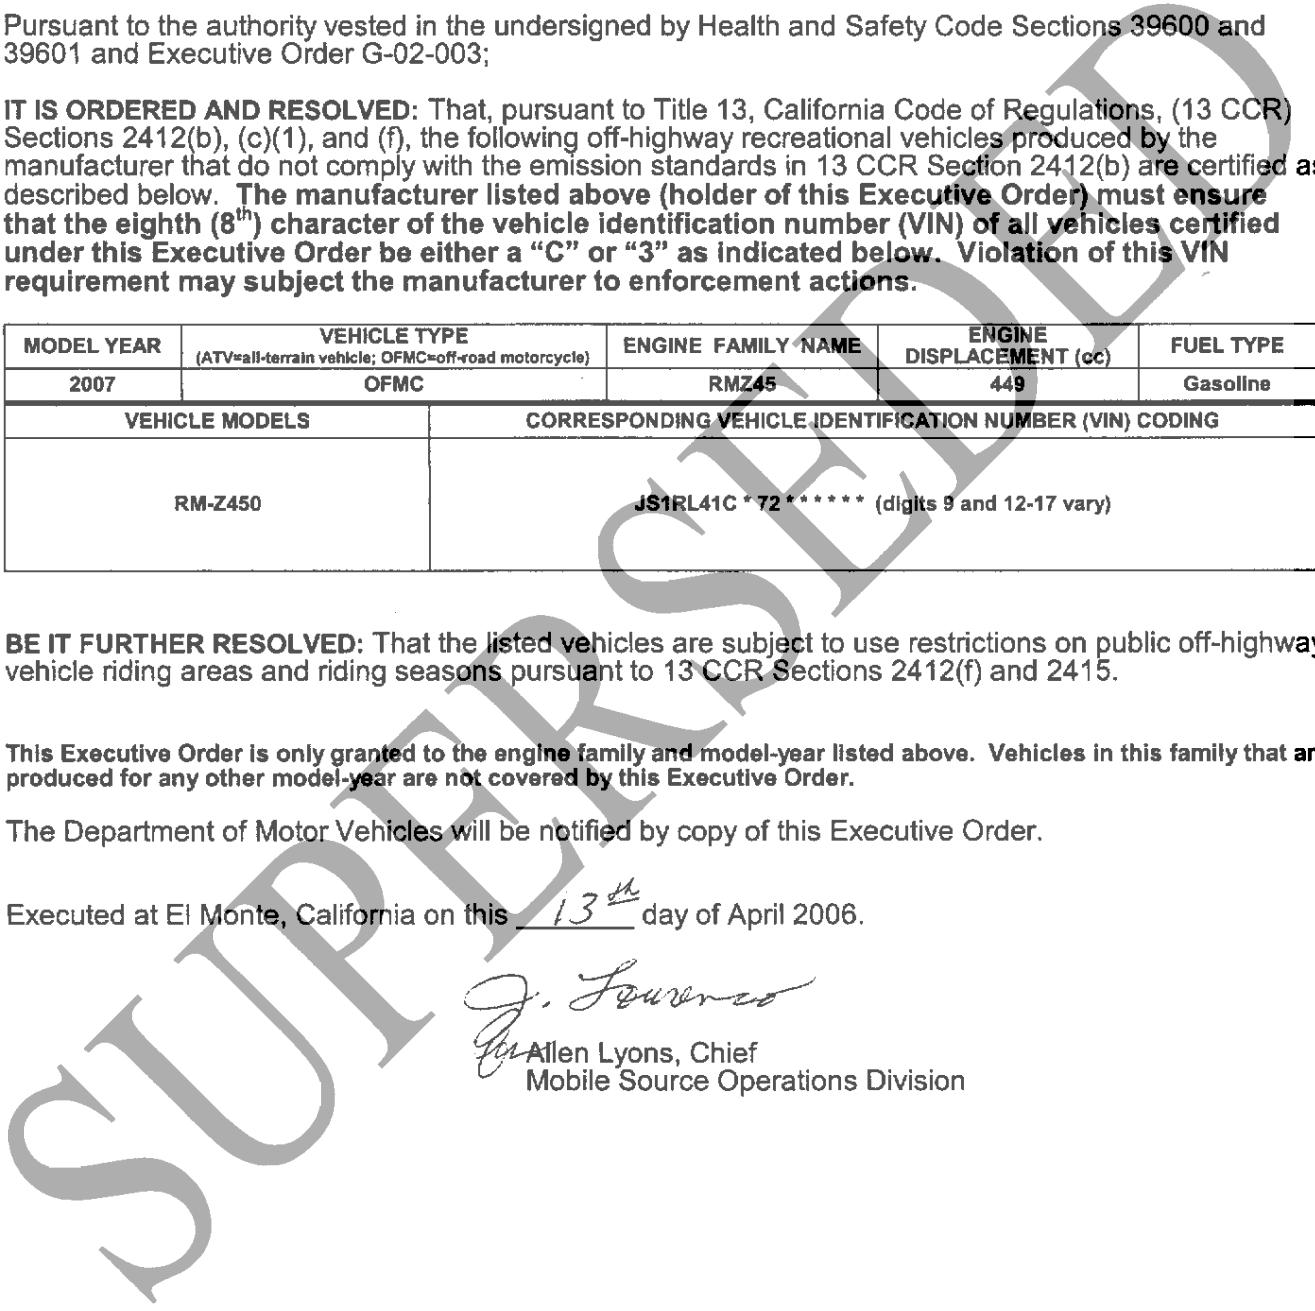 Pursuant to the authority vested in the undersigned by Health and Safety Code Sections 39600 and
39601 and Executive Order G-02-003;
IT IS ORDERED AND RESOLVED: That, pursuant to Title 13, California Code of Regulations, (13 CCR)
Sections 2412(b), (c)(1), and (f), the following off-highway recreational vehicles produced by the
manufacturer that do not comply with the emission standards in 13 CCR Section 2412(b) are certified as
described below. The manufacturer listed above (holder of this Executive Order) must ensure
that the eighth (8th) character of the vehicle identification number (VIN) of all vehicles certified
under this Executive Order be either a “C” or “3” as indicated below. Violation of this VIN
requirement may subject the manufacturer to enforcement actions.
MODEL YEAR VEHICLE TYPE (ATV=all-terrain vehicle; OFMC=off-road motorcycle) ENGINE FAMILY NAME ENGINE DISPLACEMENT (cc) FUEL TYPE
2007 OFMC RMZ45 449 Gasoline
VEHICLE MODELS CORRESPONDING VEHICLE IDENTIFICATION NUMBER (VIN) CODING
RM-Z450 JS1RL41C * 72 * * * * * * (digits 9 and 12-17 vary)
BE IT FURTHER RESOLVED: That the listed vehicles are subject to use restrictions on public off-highway
vehicle riding areas and riding seasons pursuant to 13 CCR Sections 2412(f) and 2415.
This Executive Order is only granted to the engine family and model-year listed above. Vehicles in this family that ar
produced for any other model-year are not covered by this Executive Order.
The Department of Motor Vehicles will be notified by copy of this Executive Order.
Executed at El Monte, California on this 13th day of April 2006.
J. Lourenco
for Allen Lyons, Chief
Mobile Source Operations Division
SUPERSEDED